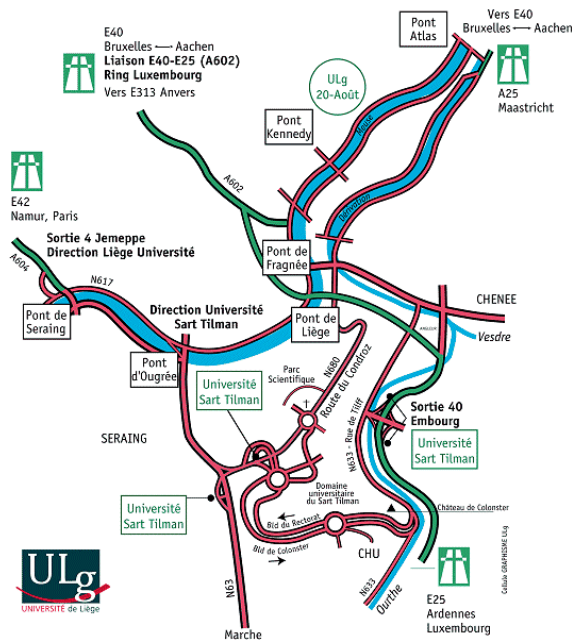 E40
Bruxelles ⟷ Aachen
Liaison E40-E25 (A602)
Ring Luxembourg
Vers E313 Anvers
Vers E40
Bruxelles ⟷ Aachen
Pont
Atlas
A25
Maastricht
ULg
20-Août
Pont
Kennedy
Meuse
Dérivation
A602
E42
Namur, Paris
Sortie 4 Jemeppe
Direction Liège Université
A604
N617
Pont de
Fragnée
Pont de
Seraing
Direction Université
Sart Tilman
Pont de
Liège
CHENEE
ANGLEUR
Vesdre
Pont
d'Ougrée
Parc
Scientifique
N680
Route du Condroz
Université
Sart Tilman
N633 - Rue de Tilff
Sortie 40
Embourg
Université
Sart Tilman
SERAING
Domaine
universitaire
du Sart Tilman
Université
Sart Tilman
Château de Colonster
Bld du Rectorat
Bld de Colonster
CHU
N63
N633
Ourthe
Cellule GRAPHISME ULg
E25
Ardennes
Luxembourg
ULg
UNIVERSITÉ de Liège
Marche